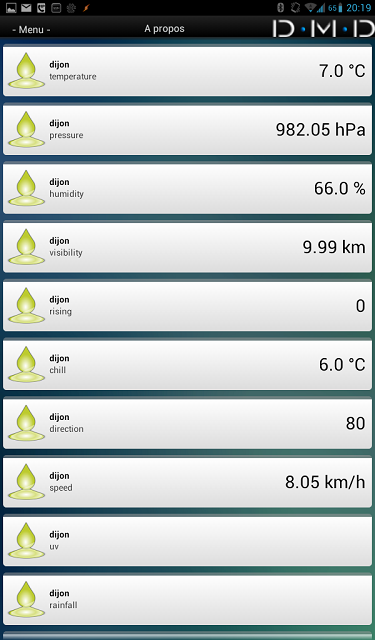 65 20:19
- Menu - A propos D·M·D
dijon
temperature 7.0 °C
dijon
pressure 982.05 hPa
dijon
humidity 66.0 %
dijon
visibility 9.99 km
dijon
rising 0
dijon
chill 6.0 °C
dijon
direction 80
dijon
speed 8.05 km/h
dijon
uv
dijon
rainfall